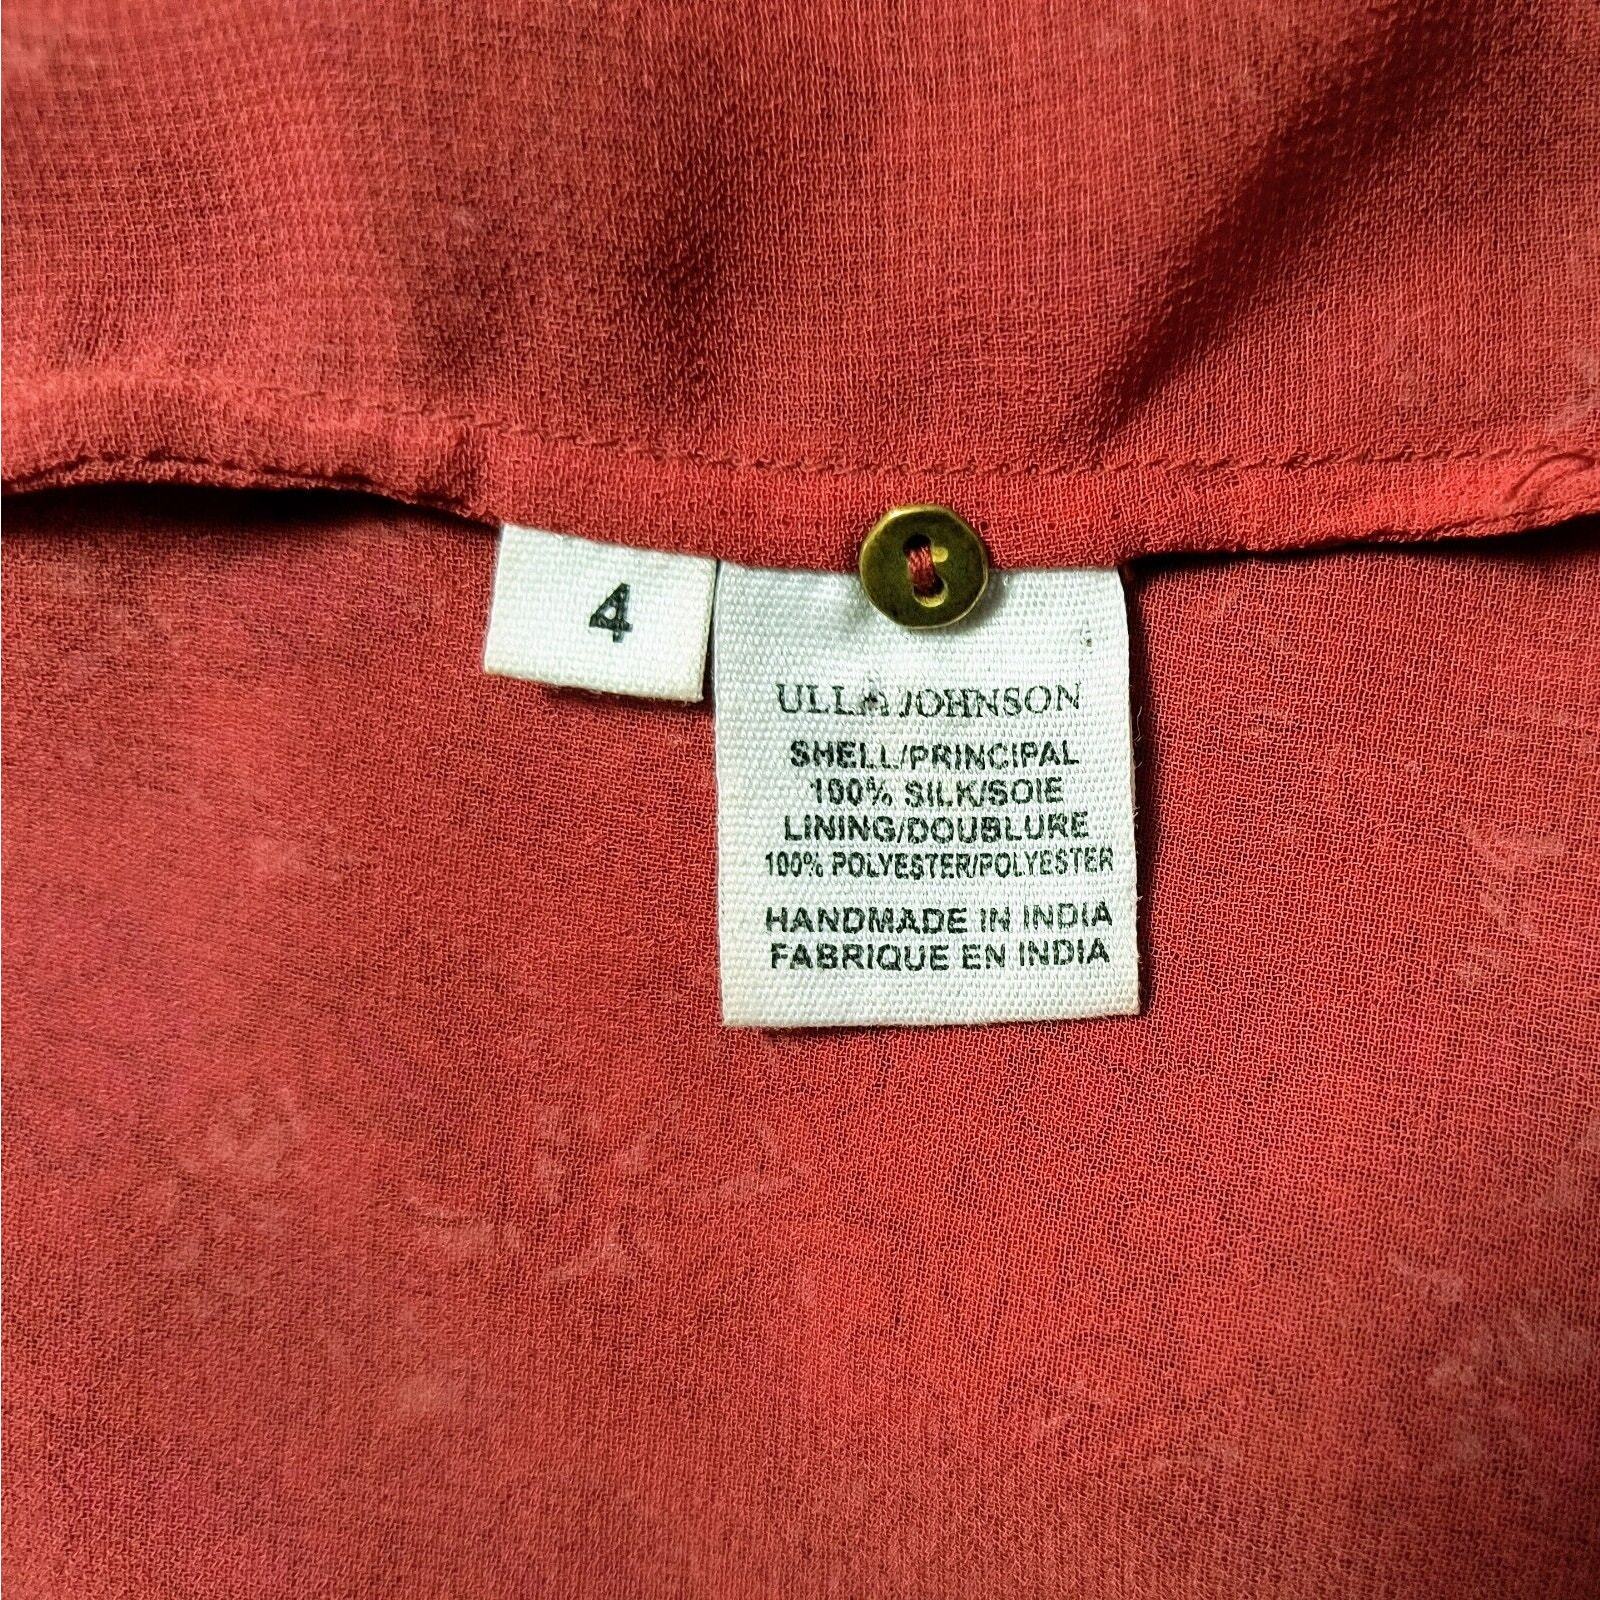 4
ULLA JOHNSON
SHELL/PRINCIPAL
100% SILK/SOIE
LINING/DOUBLURE
100% POLYESTER/POLYESTER
HANDMADE IN INDIA
FABRIQUE EN INDIA